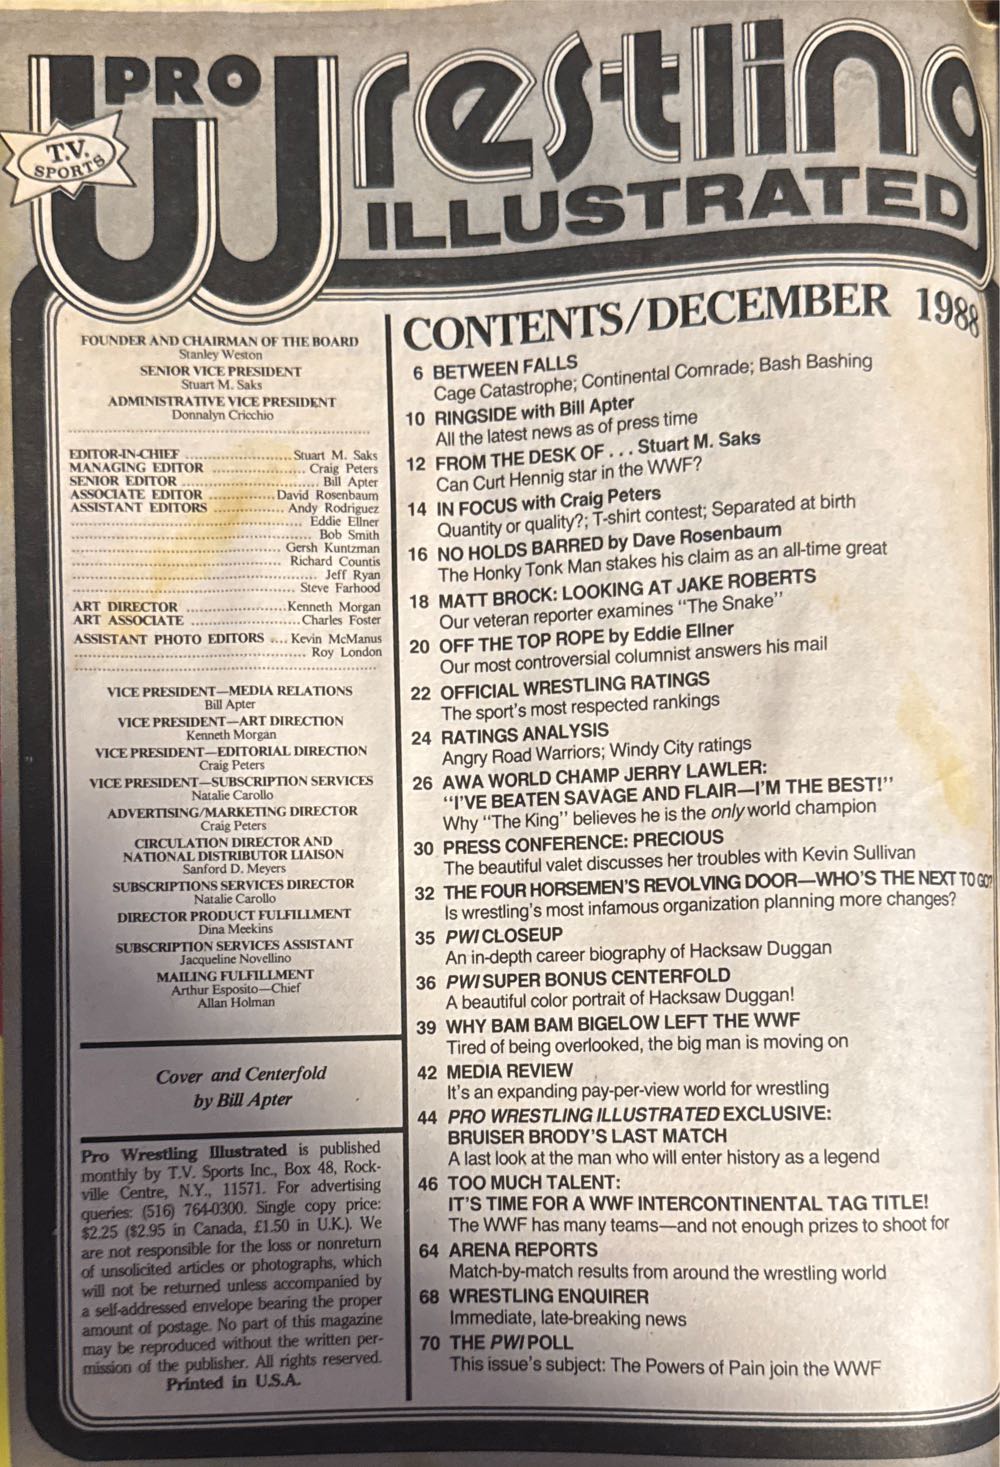 PRO
Wrestling
T.V.
SPORTS
ILLUSTRATED
FOUNDER AND CHAIRMAN OF THE BOARD
Stanley Weston
SENIOR VICE PRESIDENT
Stuart M. Saks
ADMINISTRATIVE VICE PRESIDENT
Donnalyn Cricchio
EDITOR-IN-CHIEF .......................... Stuart M. Saks
MANAGING EDITOR ...................... Craig Peters
SENIOR EDITOR ................................. Bill Apter
ASSOCIATE EDITOR ............. David Rosenbaum
ASSISTANT EDITORS ............... Andy Rodriguez
Eddie Ellner
Bob Smith
Gersh Kuntzman
Richard Countis
Jeff Ryan
Steve Farhood
ART DIRECTOR ...................... Kenneth Morgan
ART ASSOCIATE ...................... Charles Foster
ASSISTANT PHOTO EDITORS .... Kevin McManus
Roy London
VICE PRESIDENT—MEDIA RELATIONS
Bill Apter
VICE PRESIDENT—ART DIRECTION
Kenneth Morgan
VICE PRESIDENT—EDITORIAL DIRECTION
Craig Peters
VICE PRESIDENT—SUBSCRIPTION SERVICES
Natalie Carollo
ADVERTISING/MARKETING DIRECTOR
Craig Peters
CIRCULATION DIRECTOR AND
NATIONAL DISTRIBUTOR LIAISON
Sanford D. Meyers
SUBSCRIPTIONS SERVICES DIRECTOR
Natalie Carollo
DIRECTOR PRODUCT FULFILLMENT
Dina Meekins
SUBSCRIPTION SERVICES ASSISTANT
Jacqueline Novellino
MAILING FULFILLMENT
Arthur Esposito—Chief
Allan Holman
Cover and Centerfold
by Bill Apter
Pro Wrestling Illustrated is published
monthly by T.V. Sports Inc., Box 48, Rock-
ville Centre, N.Y., 11571. For advertising
queries: (516) 764-0300. Single copy price:
$2.25 ($2.95 in Canada, £1.50 in U.K.). We
are not responsible for the loss or nonreturn
of unsolicited articles or photographs, which
will not be returned unless accompanied by
a self-addressed envelope bearing the proper
amount of postage. No part of this magazine
may be reproduced without the written per-
mission of the publisher. All rights reserved.
Printed in U.S.A.
CONTENTS/DECEMBER 1988
6 BETWEEN FALLS
Cage Catastrophe; Continental Comrade; Bash Bashing
10 RINGSIDE with Bill Apter
All the latest news as of press time
12 FROM THE DESK OF . . . Stuart M. Saks
Can Curt Hennig star in the WWF?
14 IN FOCUS with Craig Peters
Quantity or quality?; T-shirt contest; Separated at birth
16 NO HOLDS BARRED by Dave Rosenbaum
The Honky Tonk Man stakes his claim as an all-time great
18 MATT BROCK: LOOKING AT JAKE ROBERTS
Our veteran reporter examines "The Snake"
20 OFF THE TOP ROPE by Eddie Ellner
Our most controversial columnist answers his mail
22 OFFICIAL WRESTLING RATINGS
The sport's most respected rankings
24 RATINGS ANALYSIS
Angry Road Warriors; Windy City ratings
26 AWA WORLD CHAMP JERRY LAWLER:
"I'VE BEATEN SAVAGE AND FLAIR—I'M THE BEST!"
Why "The King" believes he is the only world champion
30 PRESS CONFERENCE: PRECIOUS
The beautiful valet discusses her troubles with Kevin Sullivan
32 THE FOUR HORSEMEN'S REVOLVING DOOR—WHO'S THE NEXT TO GO?
Is wrestling's most infamous organization planning more changes?
35 PWI CLOSEUP
An in-depth career biography of Hacksaw Duggan
36 PWI SUPER BONUS CENTERFOLD
A beautiful color portrait of Hacksaw Duggan!
39 WHY BAM BAM BIGELOW LEFT THE WWF
Tired of being overlooked, the big man is moving on
42 MEDIA REVIEW
It's an expanding pay-per-view world for wrestling
44 PRO WRESTLING ILLUSTRATED EXCLUSIVE:
BRUISER BRODY'S LAST MATCH
A last look at the man who will enter history as a legend
46 TOO MUCH TALENT:
IT'S TIME FOR A WWF INTERCONTINENTAL TAG TITLE!
The WWF has many teams—and not enough prizes to shoot for
64 ARENA REPORTS
Match-by-match results from around the wrestling world
68 WRESTLING ENQUIRER
Immediate, late-breaking news
70 THE PWI POLL
This issue's subject: The Powers of Pain join the WWF